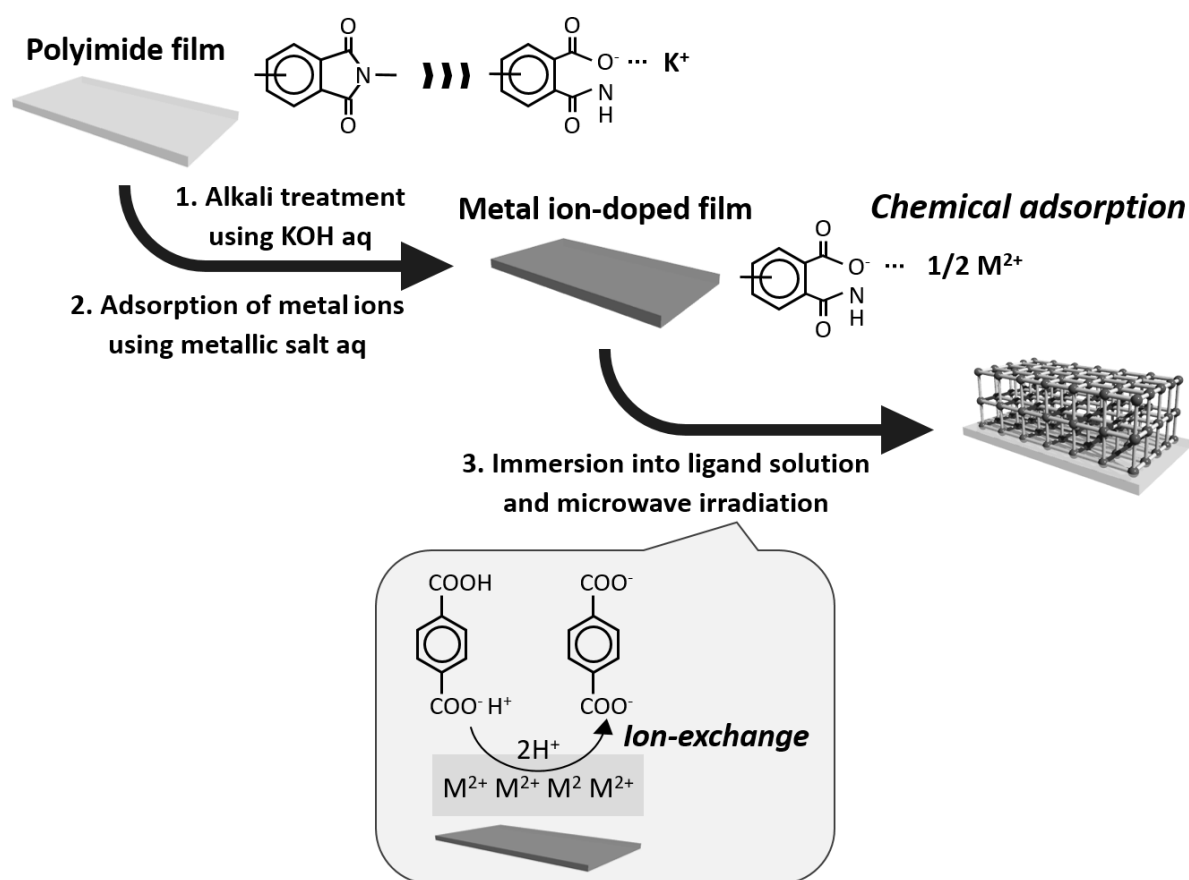 Polyimide film
O
N
O
O
O⁻ ··· K⁺
N
H
O
1. Alkali treatment
using KOH aq
2. Adsorption of metal ions
using metallic salt aq
Metal ion-doped film
Chemical adsorption
O
O⁻ ··· 1/2 M²⁺
N
H
O
3. Immersion into ligand solution
and microwave irradiation
COOH
COO⁻
COO⁻ H⁺
COO⁻
Ion-exchange
2H⁺
M²⁺ M²⁺ M² M²⁺